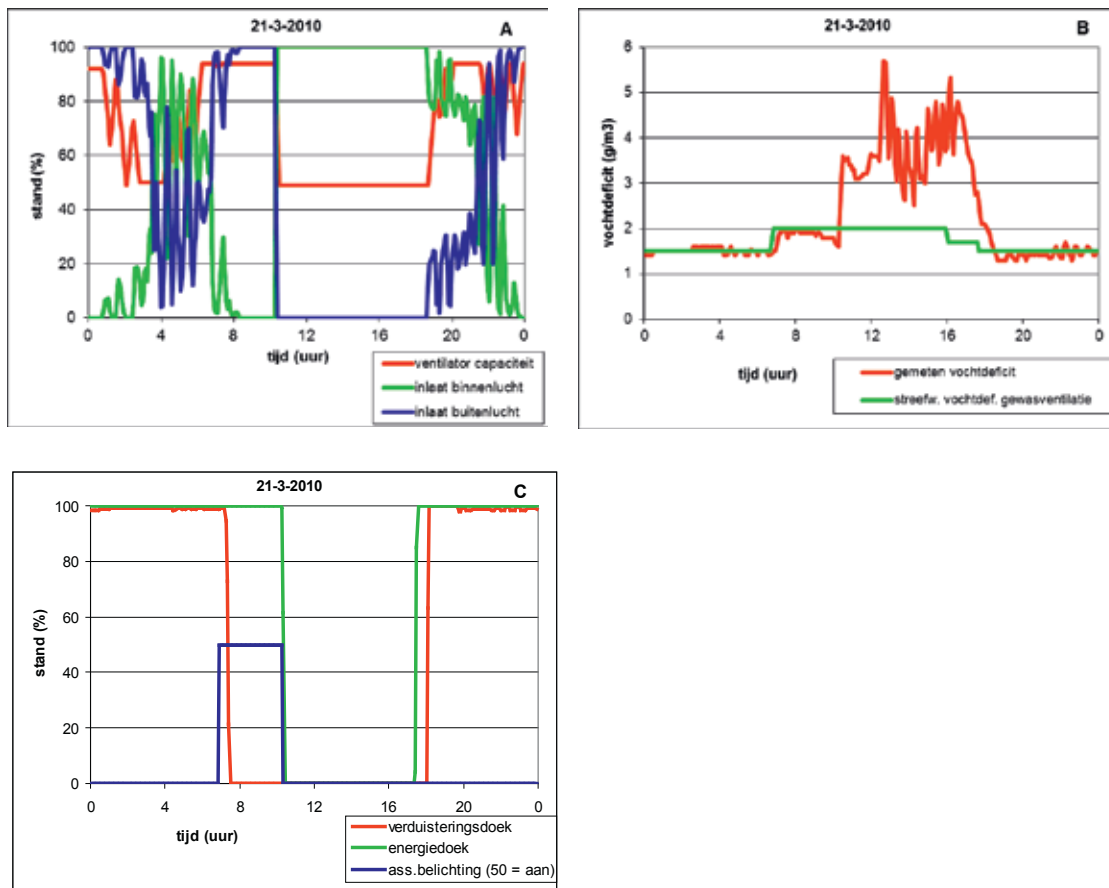 21-3-2010
A
100
80
60
40
20
0
stand (%)
0 4 8 12 16 20 0
tijd (uur)
ventilator capaciteit
inlaat binnenlucht
inlaat buitenlucht
21-3-2010
B
6
5
4
3
2
1
0
vochtdeficit (g/m3)
0 4 8 12 16 20 0
tijd (uur)
gemeten vochtdeficit
streefw. vochtdef. gewasventilatie
21-3-2010
C
100
80
60
40
20
0
stand (%)
0 4 8 12 16 20 0
tijd (uur)
verduisteringsdoek
energiedoek
ass.belichting (50 = aan)